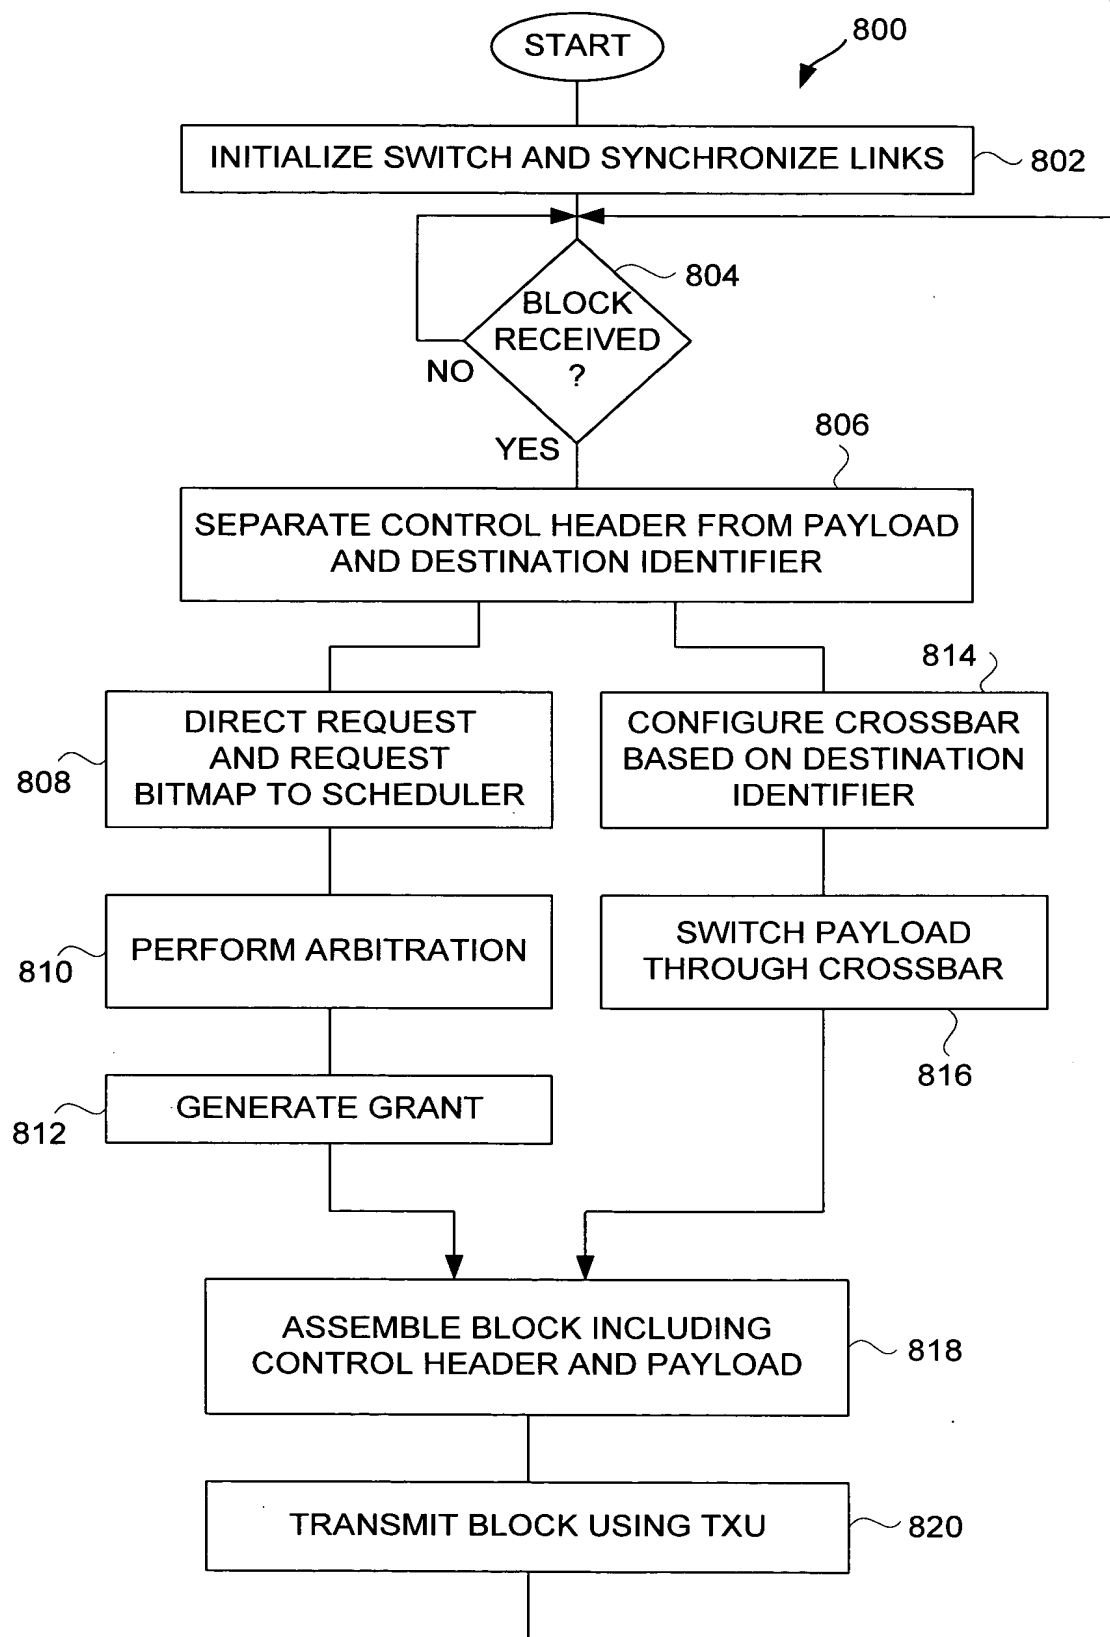 START
800
INITIALIZE SWITCH AND SYNCHRONIZE LINKS
802
804
BLOCK
RECEIVED
?
NO
YES
806
SEPARATE CONTROL HEADER FROM PAYLOAD
AND DESTINATION IDENTIFIER
814
DIRECT REQUEST
AND REQUEST
BITMAP TO SCHEDULER
808
CONFIGURE CROSSBAR
BASED ON DESTINATION
IDENTIFIER
PERFORM ARBITRATION
810
SWITCH PAYLOAD
THROUGH CROSSBAR
816
GENERATE GRANT
812
ASSEMBLE BLOCK INCLUDING
CONTROL HEADER AND PAYLOAD
818
TRANSMIT BLOCK USING TXU
820